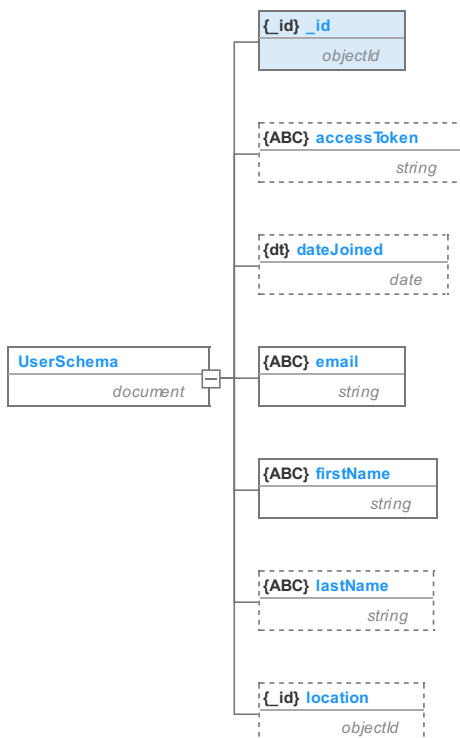 {_id} _id
objectId
{ABC} accessToken
string
{dt} dateJoined
date
UserSchema
document
{ABC} email
string
{ABC} firstName
string
{ABC} lastName
string
{_id} location
objectId